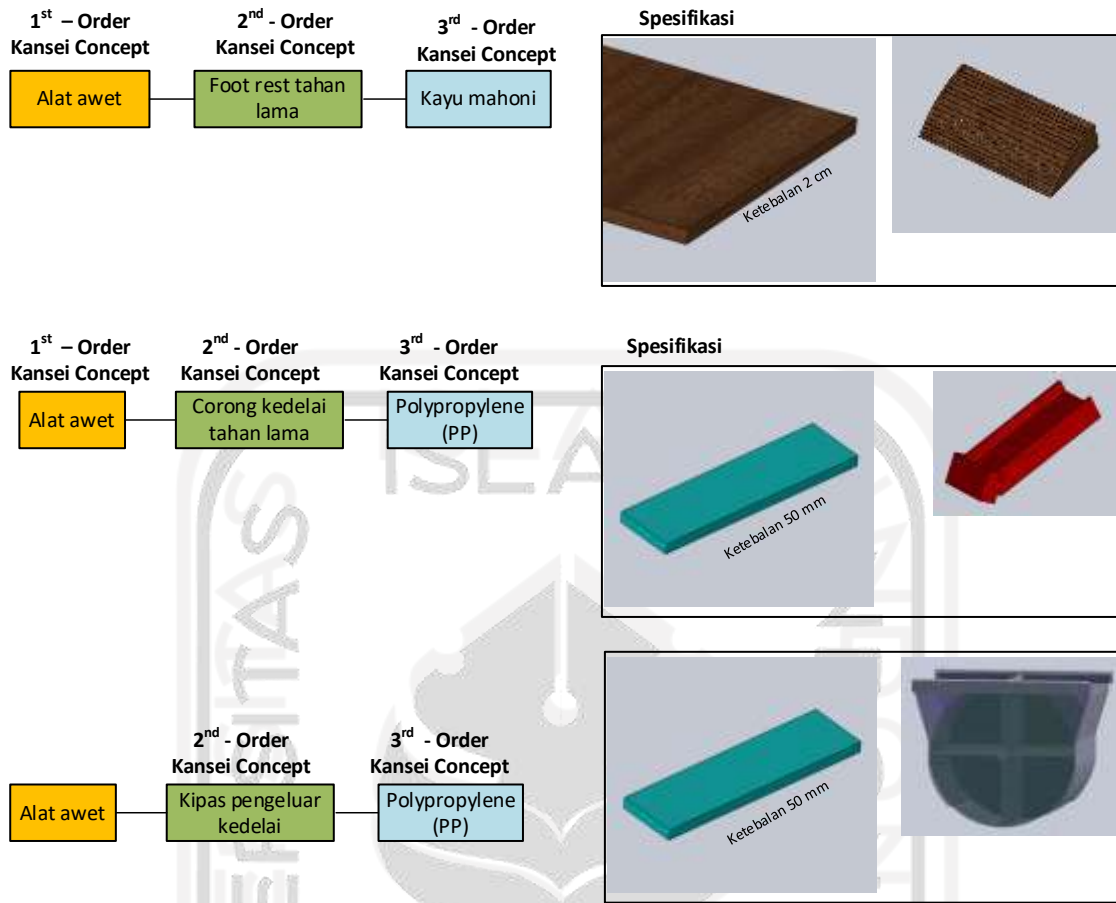 1st – Order
Kansei Concept
2nd - Order
Kansei Concept
3rd - Order
Kansei Concept
Spesifikasi
Alat awet
Foot rest tahan
lama
Kayu mahoni
Ketebalan 2 cm
1st – Order
Kansei Concept
2nd - Order
Kansei Concept
3rd - Order
Kansei Concept
Spesifikasi
Alat awet
Corong kedelai
tahan lama
Polypropylene
(PP)
Ketebalan 50 mm
2nd - Order
Kansei Concept
3rd - Order
Kansei Concept
Alat awet
Kipas pengeluar
kedelai
Polypropylene
(PP)
Ketebalan 50 mm